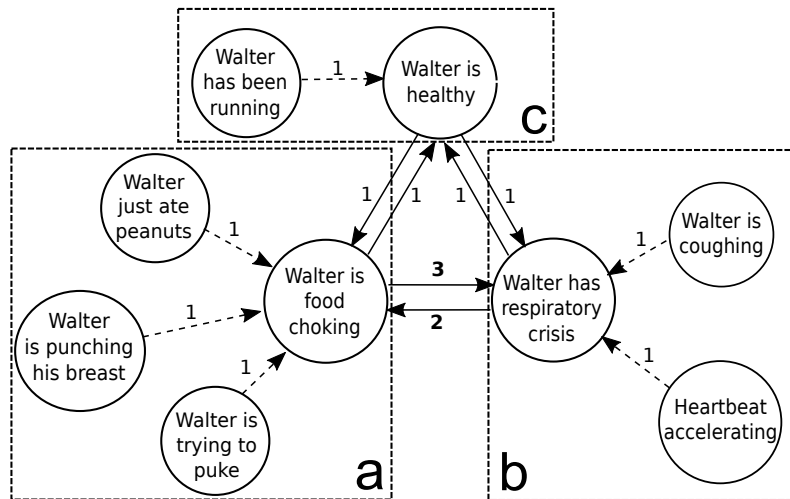 Walter
has been
running
1
Walter is
healthy
c
Walter
just ate
peanuts
1
1
1
1
1
Walter is
food
choking
3
2
Walter has
respiratory
crisis
Walter is
coughing
1
Walter
is punching
his breast
1
Walter is
trying to
puke
1
Heartbeat
accelerating
1
a
b